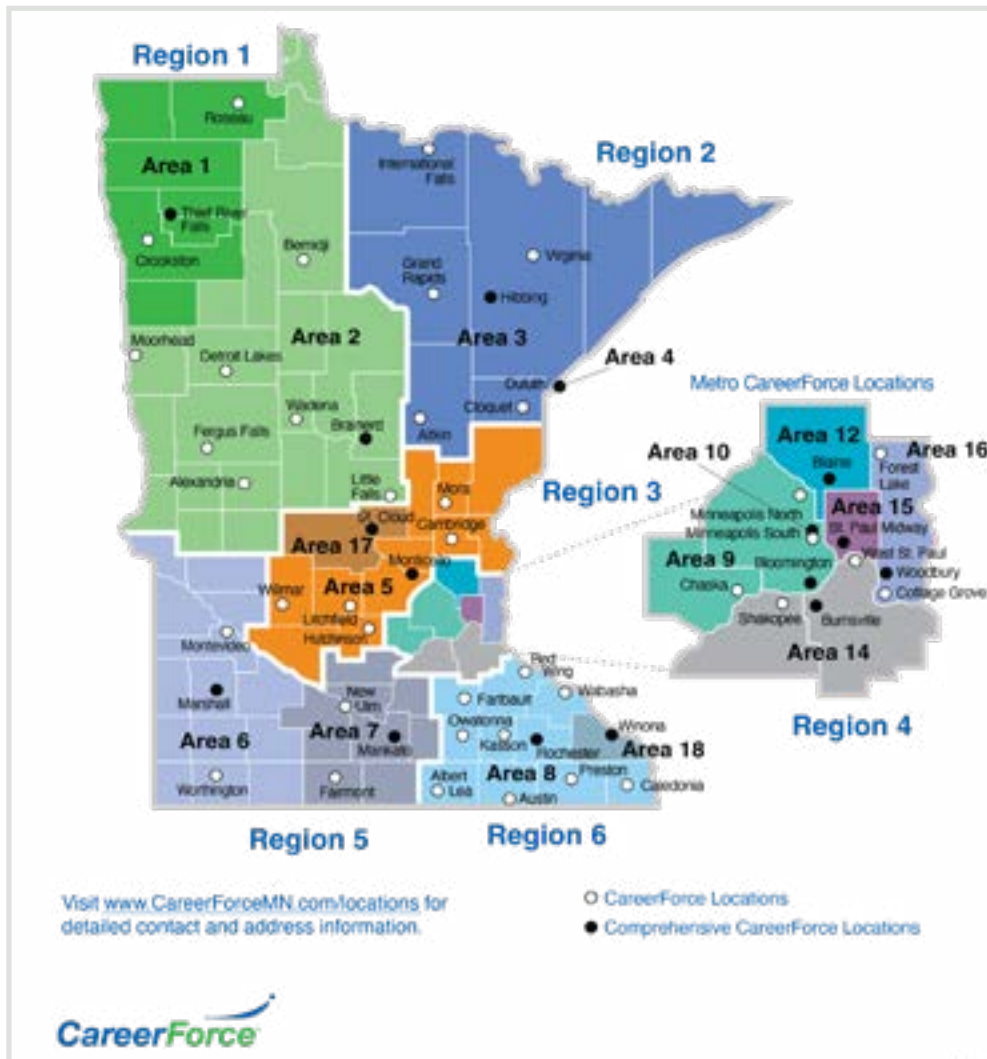 Region 1
Roseau
Area 1
Thief River
Falls
Crookston
Bemidji
Area 2
Moorhead
Detroit Lakes
Wadena
Brainerd
Fergus Falls
Alexandria
Little
Falls
Region 2
International
Falls
Virginia
Grand
Rapids
Hibbing
Area 3
Duluth
Area 4
Cloquet
Aitkin
Region 3
Mora
Cambridge
St. Cloud
Area 17
Monticello
Area 5
Willmar
Litchfield
Hutchinson
Metro CareerForce Locations
Area 12
Blaine
Area 10
Area 16
Forest
Lake
Minneapolis North
Minneapolis South
Area 15
St. Paul Midway
West St. Paul
Area 9
Bloomington
Chaska
Woodbury
Cottage Grove
Shakopee
Burnsville
Area 14
Region 4
Montevideo
Marshall
Area 6
Worthington
New
Ulm
Area 7
Mankato
Fairmont
Region 5
Red
Wing
Faribault
Wabasha
Owatonna
Winona
Kasson
Rochester
Area 18
Area 8
Preston
Albert
Lea
Caledonia
Austin
Region 6
Visit www.CareerForceMN.com/locations for
detailed contact and address information.
CareerForce Locations
Comprehensive CareerForce Locations
CareerForce